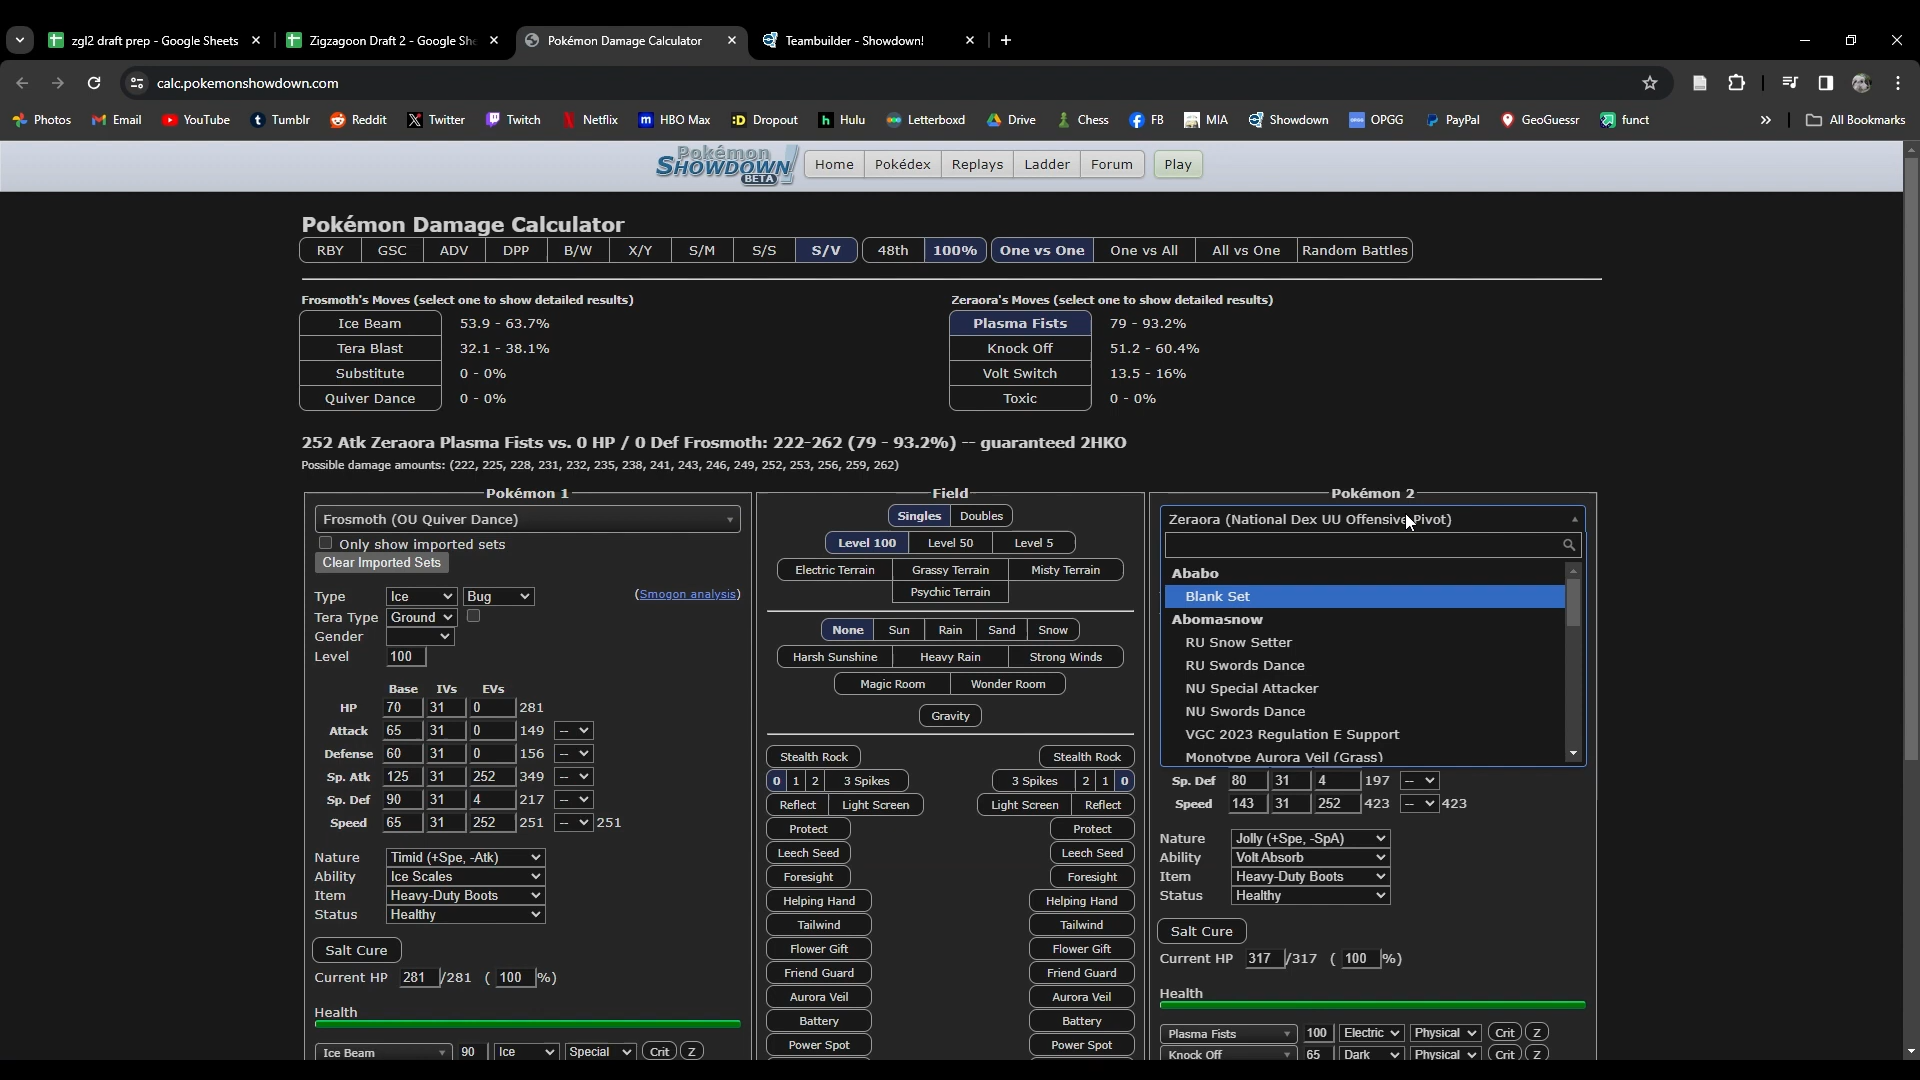 zgl2 draft prep - Google Sheets
Zigzagoon Draft 2 - Google She
Pokémon Damage Calculator
Teambuilder - Showdown!
calc.pokemonshowdown.com
Photos Email YouTube Tumblr Reddit Twitter Twitch Netflix HBO Max Dropout Hulu Letterboxd Drive Chess FB MIA Showdown OPGG PayPal GeoGuessr funct » All Bookmarks
Pokémon SHOWDOWN! BETA
Home Pokédex Replays Ladder Forum Play
Pokémon Damage Calculator
RBY GSC ADV DPP B/W X/Y S/M S/S S/V 48th 100% One vs One One vs All All vs One Random Battles
Frosmoth's Moves (select one to show detailed results)
Ice Beam 53.9 - 63.7%
Tera Blast 32.1 - 38.1%
Substitute 0 - 0%
Quiver Dance 0 - 0%
Zeraora's Moves (select one to show detailed results)
Plasma Fists 79 - 93.2%
Knock Off 51.2 - 60.4%
Volt Switch 13.5 - 16%
Toxic 0 - 0%
252 Atk Zeraora Plasma Fists vs. 0 HP / 0 Def Frosmoth: 222-262 (79 - 93.2%) -- guaranteed 2HKO
Possible damage amounts: (222, 225, 228, 231, 232, 235, 238, 241, 243, 246, 249, 252, 253, 256, 259, 262)
Pokémon 1
Frosmoth (OU Quiver Dance)
Only show imported sets
Clear Imported Sets
Type Ice Bug (Smogon analysis)
Tera Type Ground
Gender
Level 100
Base IVs EVs
HP 70 31 0 281
Attack 65 31 0 149 --
Defense 60 31 0 156 --
Sp. Atk 125 31 252 349 --
Sp. Def 90 31 4 217 --
Speed 65 31 252 251 -- 251
Nature Timid (+Spe, -Atk)
Ability Ice Scales
Item Heavy-Duty Boots
Status Healthy
Salt Cure
Current HP 281/281 ( 100 %)
Health
Ice Beam 90 Ice Special Crit Z
Field
Singles Doubles
Level 100 Level 50 Level 5
Electric Terrain Grassy Terrain Misty Terrain
Psychic Terrain
None Sun Rain Sand Snow
Harsh Sunshine Heavy Rain Strong Winds
Magic Room Wonder Room
Gravity
Stealth Rock Stealth Rock
0 1 2 3 Spikes 3 Spikes 2 1 0
Reflect Light Screen Light Screen Reflect
Protect Protect
Leech Seed Leech Seed
Foresight Foresight
Helping Hand Helping Hand
Tailwind Tailwind
Flower Gift Flower Gift
Friend Guard Friend Guard
Aurora Veil Aurora Veil
Battery Battery
Power Spot Power Spot
Pokémon 2
Zeraora (National Dex UU Offensive Pivot)
Ababo
Blank Set
Abomasnow
RU Snow Setter
RU Swords Dance
NU Special Attacker
NU Swords Dance
VGC 2023 Regulation E Support
Monotype Aurora Veil (Grass)
Sp. Def 80 31 4 197 --
Speed 143 31 252 423 -- 423
Nature Jolly (+Spe, -SpA)
Ability Volt Absorb
Item Heavy-Duty Boots
Status Healthy
Salt Cure
Current HP 317/317 ( 100 %)
Health
Plasma Fists 100 Electric Physical Crit Z
Knock Off 65 Dark Physical Crit Z